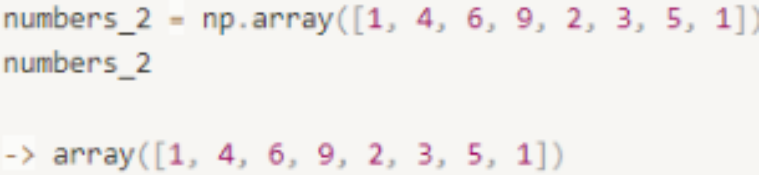 numbers_2 = np.array([1, 4, 6, 9, 2, 3, 5, 1])
numbers_2
-> array([1, 4, 6, 9, 2, 3, 5, 1])